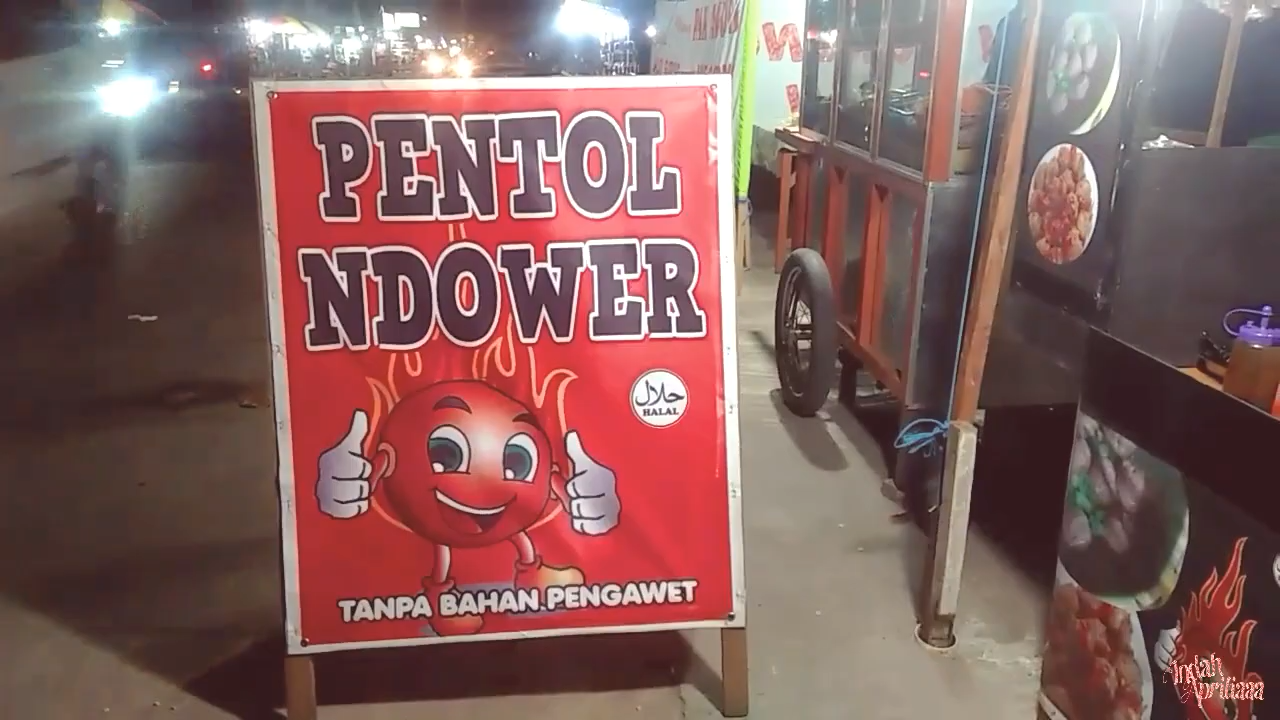 PENTOL
NDOWER
حلال
HALAL
TANPA BAHAN PENGAWET
Indah
Apriliaaa